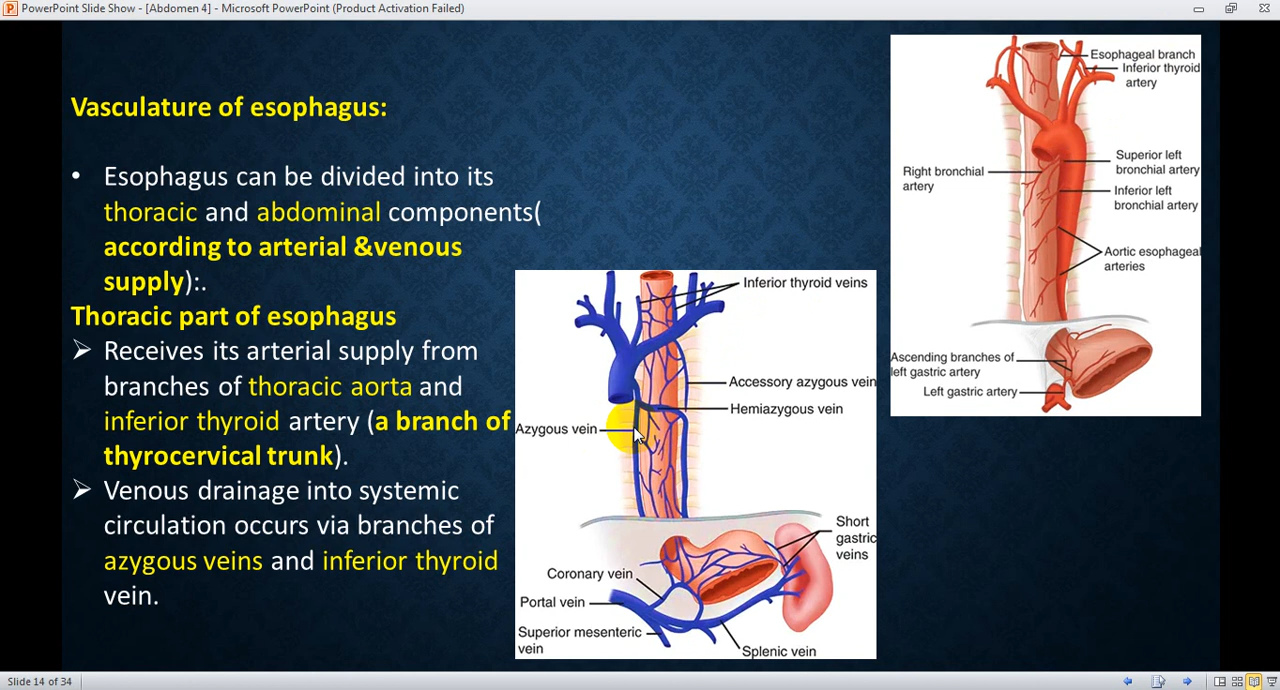 PowerPoint Slide Show - [Abdomen 4] - Microsoft PowerPoint (Product Activation Failed)
Vasculature of esophagus:
• Esophagus can be divided into its
thoracic and abdominal components(
according to arterial &venous
supply):.
Thoracic part of esophagus
➢ Receives its arterial supply from
branches of thoracic aorta and
inferior thyroid artery (a branch of
thyrocervical trunk).
➢ Venous drainage into systemic
circulation occurs via branches of
azygous veins and inferior thyroid
vein.
Inferior thyroid veins
Accessory azygous vein
Hemiazygous vein
Azygous vein
Short
gastric
veins
Coronary vein
Portal vein
Superior mesenteric
vein
Splenic vein
Esophageal branch
Inferior thyroid
artery
Superior left
bronchial artery
Right bronchial
artery
Inferior left
bronchial artery
Aortic esophageal
arteries
Ascending branches of
left gastric artery
Left gastric artery
Slide 14 of 34